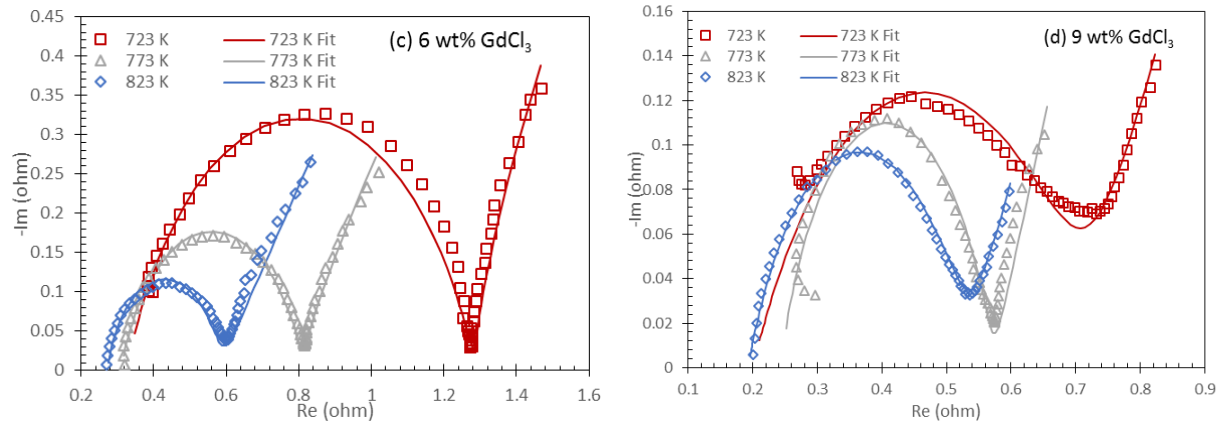 (c) 6 wt% GdCl₃
723 K 723 K Fit
773 K 773 K Fit
823 K 823 K Fit
-Im (ohm)
0.45
0.4
0.35
0.3
0.25
0.2
0.15
0.1
0.05
0
0.2 0.4 0.6 0.8 1 1.2 1.4 1.6
Re (ohm)
(d) 9 wt% GdCl₃
723 K 723 K Fit
773 K 773 K Fit
823 K 823 K Fit
-Im (ohm)
0.16
0.14
0.12
0.1
0.08
0.06
0.04
0.02
0
0.1 0.2 0.3 0.4 0.5 0.6 0.7 0.8 0.9
Re (ohm)